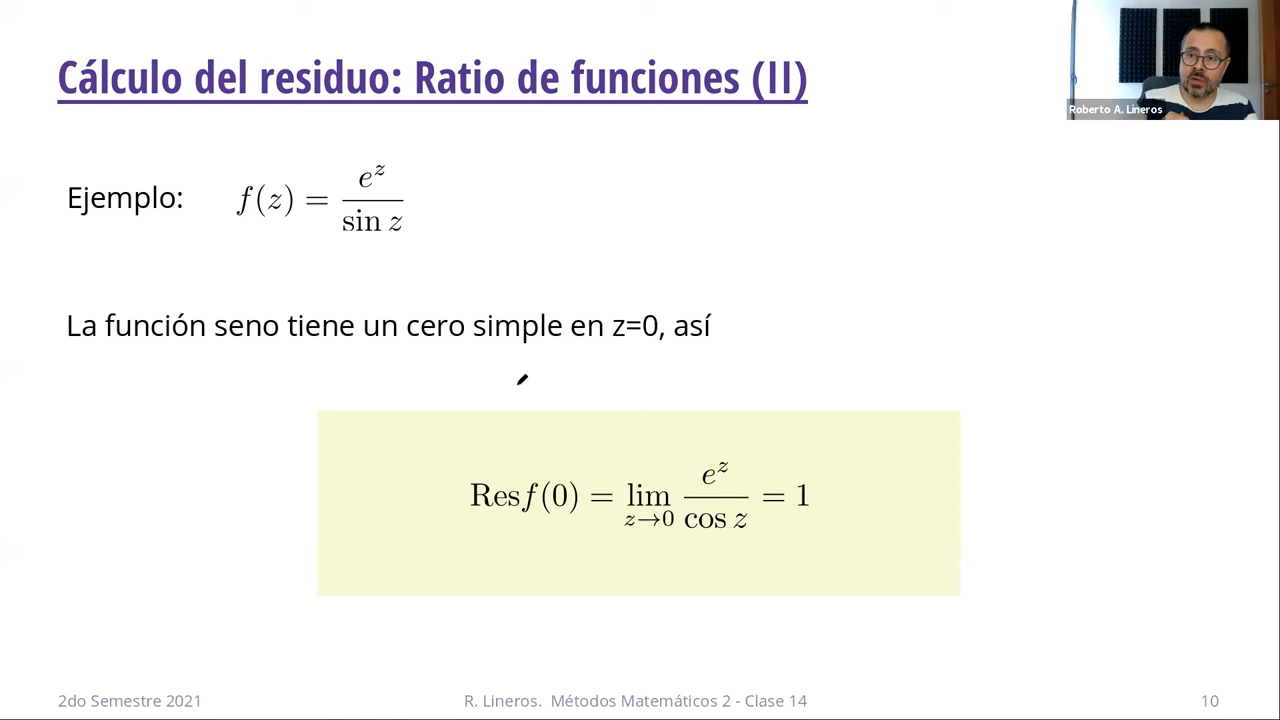 Cálculo del residuo: Ratio de funciones (II)
Roberto A. Lineros
Ejemplo: f(z) = e^z / sin z
La función seno tiene un cero simple en z=0, así
Resf(0) = lim_{z→0} e^z / cos z = 1
2do Semestre 2021 R. Lineros. Métodos Matemáticos 2 - Clase 14 10